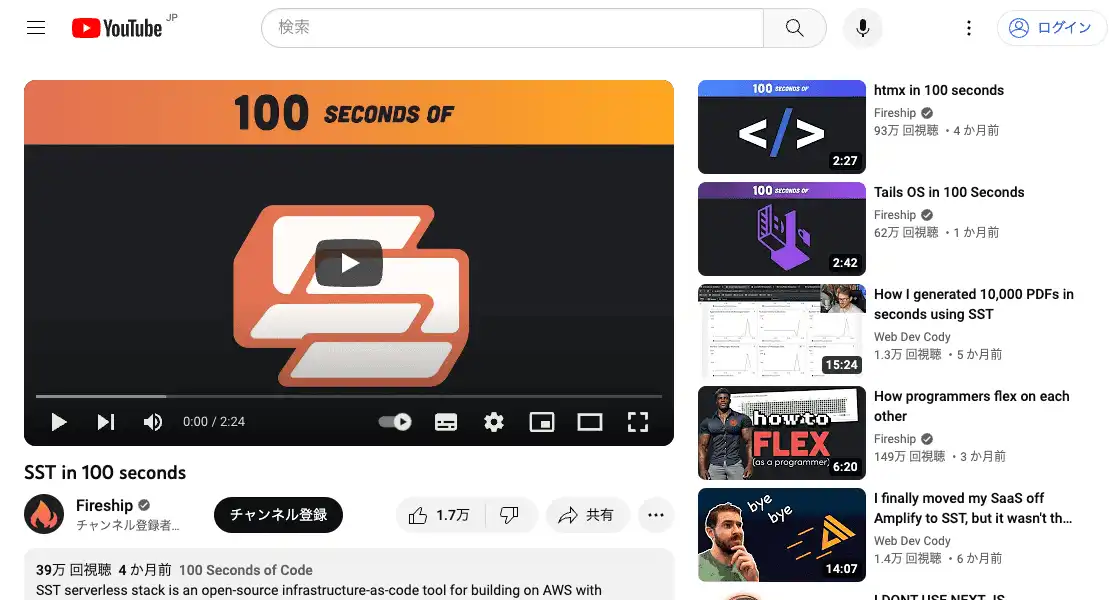 YouTube JP
検索
ログイン
100 SECONDS OF
0:00 / 2:24
SST in 100 seconds
Fireship
チャンネル登録者...
チャンネル登録
1.7万
共有
39万 回視聴 4 か月前 100 Seconds of Code
SST serverless stack is an open-source infrastructure-as-code tool for building on AWS with
100 SECONDS OF
</>
2:27
htmx in 100 seconds
Fireship
93万 回視聴 ・4 か月前
100 SECONDS OF
2:42
Tails OS in 100 Seconds
Fireship
62万 回視聴 ・1 か月前
15:24
How I generated 10,000 PDFs in
seconds using SST
Web Dev Cody
1.3万 回視聴 ・5 か月前
how to
FLEX
(as a programmer)
6:20
How programmers flex on each
other
Fireship
149万 回視聴 ・3 か月前
bye
bye
14:07
I finally moved my SaaS off
Amplify to SST, but it wasn't th...
Web Dev Cody
1.4万 回視聴 ・6 か月前
I DONT USE NEXT.JS